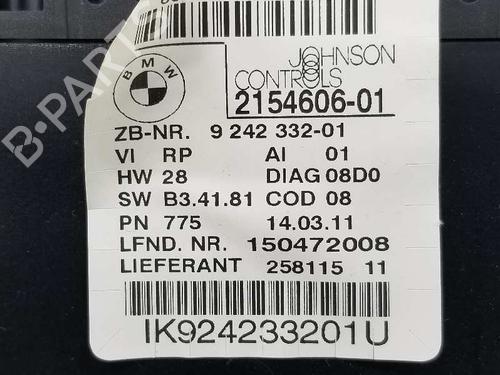 BMW
JOHNSON
CONTROLS
2154606-01
ZB-NR. 9 242 332-01
VI RP AI 01
HW 28 DIAG 08D0
SW B3.41.81 COD 08
PN 775 14.03.11
LFND. NR. 150472008
LIEFERANT 258115 11
IK924233201U
B-PARTS